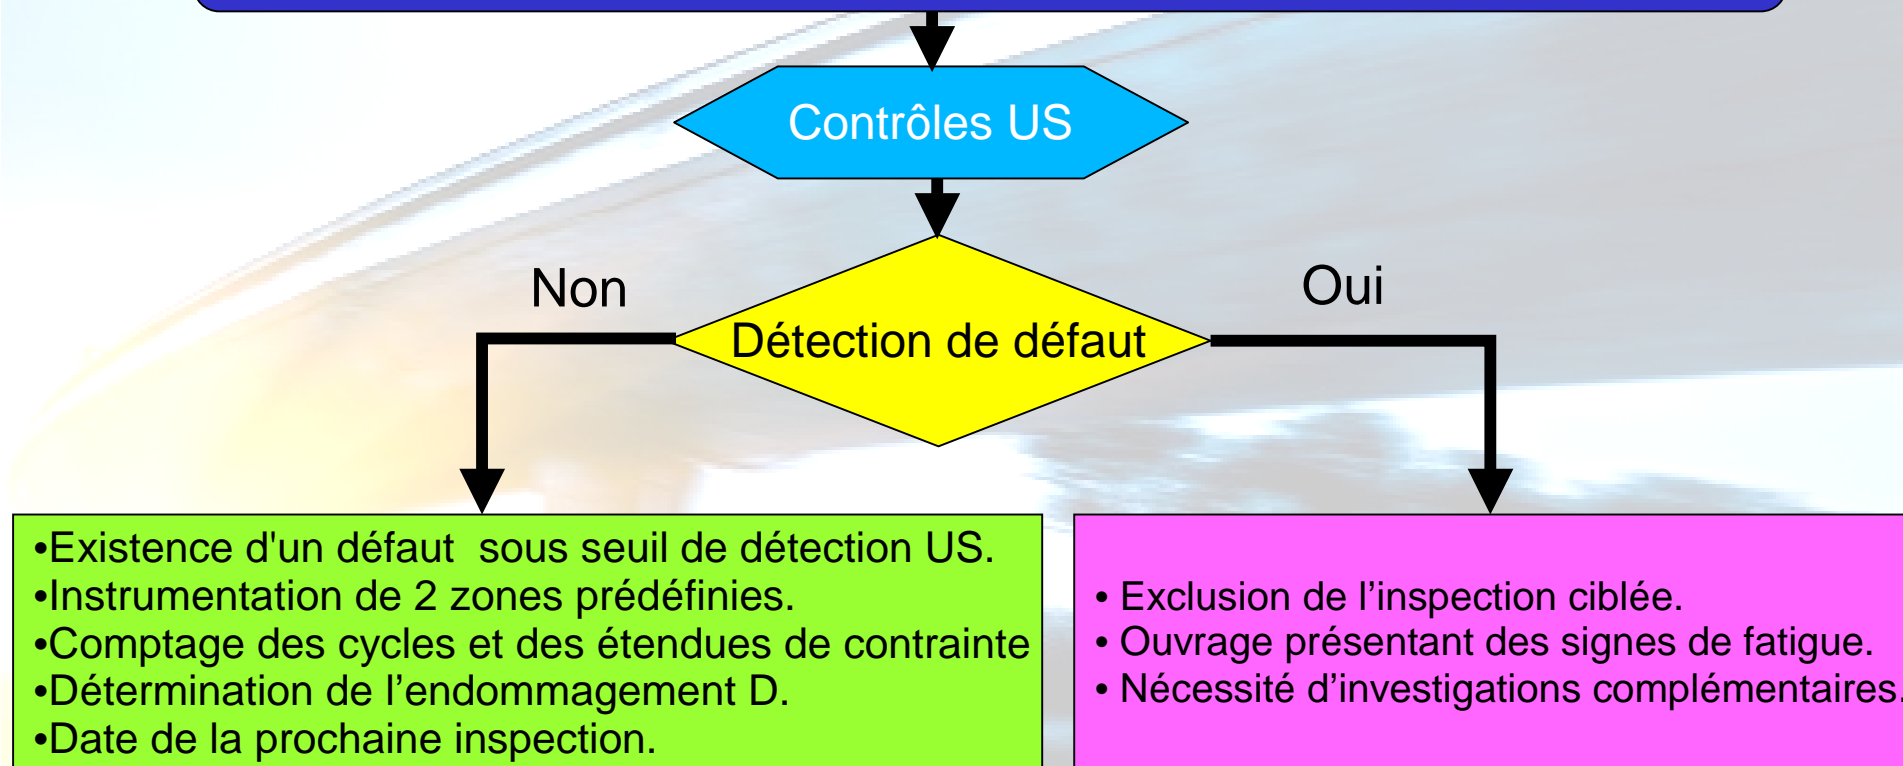 Contrôles US
Non
Oui
Détection de défaut
•Existence d'un défaut  sous seuil de détection US.
•Instrumentation de 2 zones prédéfinies.
•Comptage des cycles et des étendues de contrainte
•Détermination de l’endommagement D.
•Date de la prochaine inspection.
• Exclusion de l’inspection ciblée.
• Ouvrage présentant des signes de fatigue.
• Nécessité d’investigations complémentaires.